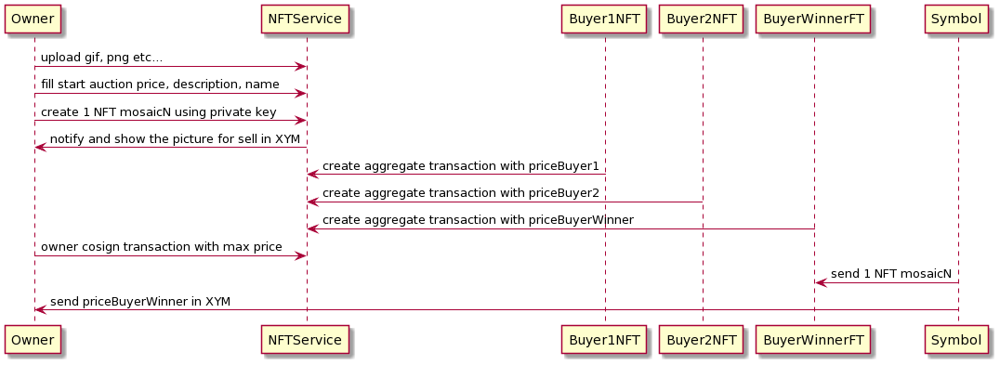 Owner NFTService Buyer1NFT Buyer2NFT BuyerWinnerFT Symbol
upload gif, png etc...
fill start auction price, description, name
create 1 NFT mosaicN using private key
notify and show the picture for sell in XYM
create aggregate transaction with priceBuyer1
create aggregate transaction with priceBuyer2
create aggregate transaction with priceBuyerWinner
owner cosign transaction with max price
send 1 NFT mosaicN
send priceBuyerWinner in XYM
Owner NFTService Buyer1NFT Buyer2NFT BuyerWinnerFT Symbol